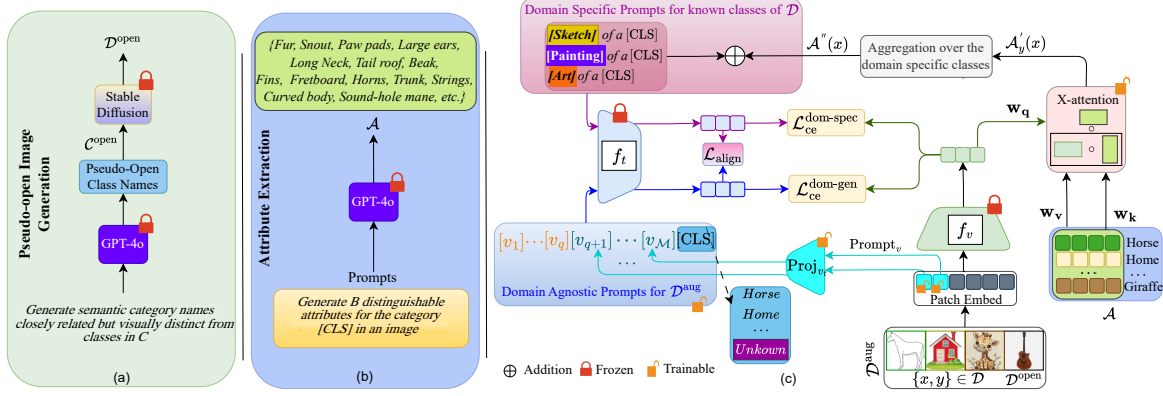 Pseudo-open Image
Generation
𝒟^open
Stable
Diffusion
𝒞^open
Pseudo-Open
Class Names
GPT-4o
Generate semantic category names
closely related but visually distinct from
classes in C
(a)
Attribute Extraction
{Fur, Snout, Paw pads, Large ears,
Long Neck, Tail roof, Beak,
Fins, Fretboard, Horns, Trunk, Strings,
Curved body, Sound-hole mane, etc.}
𝒜
GPT-4o
Prompts
Generate B distinguishable
attributes for the category
[CLS] in an image
(b)
Domain Specific Prompts for known classes of 𝒟
[Sketch] of a [CLS]
[Painting] of a [CLS]
[Art] of a [CLS]
𝒜''(x)
Aggregation over the
domain specific classes
𝒜'_y(x)
X-attention
w_q
w_v
w_k
f_t
ℒ_align
ℒ_ce^dom-spec
ℒ_ce^dom-gen
f_v
[v_1]⋯[v_q][v_{q+1}]⋯[v_ℳ][CLS]
...
Domain Agnostic Prompts for 𝒟^aug
Proj_{v_t}
Prompt_v
Patch Embed
Horse
Home
...
Giraffe
𝒜
Horse
Home
...
Unkown
𝒟^aug
{x, y} ∈ 𝒟
𝒟^open
⊕ Addition
Frozen
Trainable
(c)